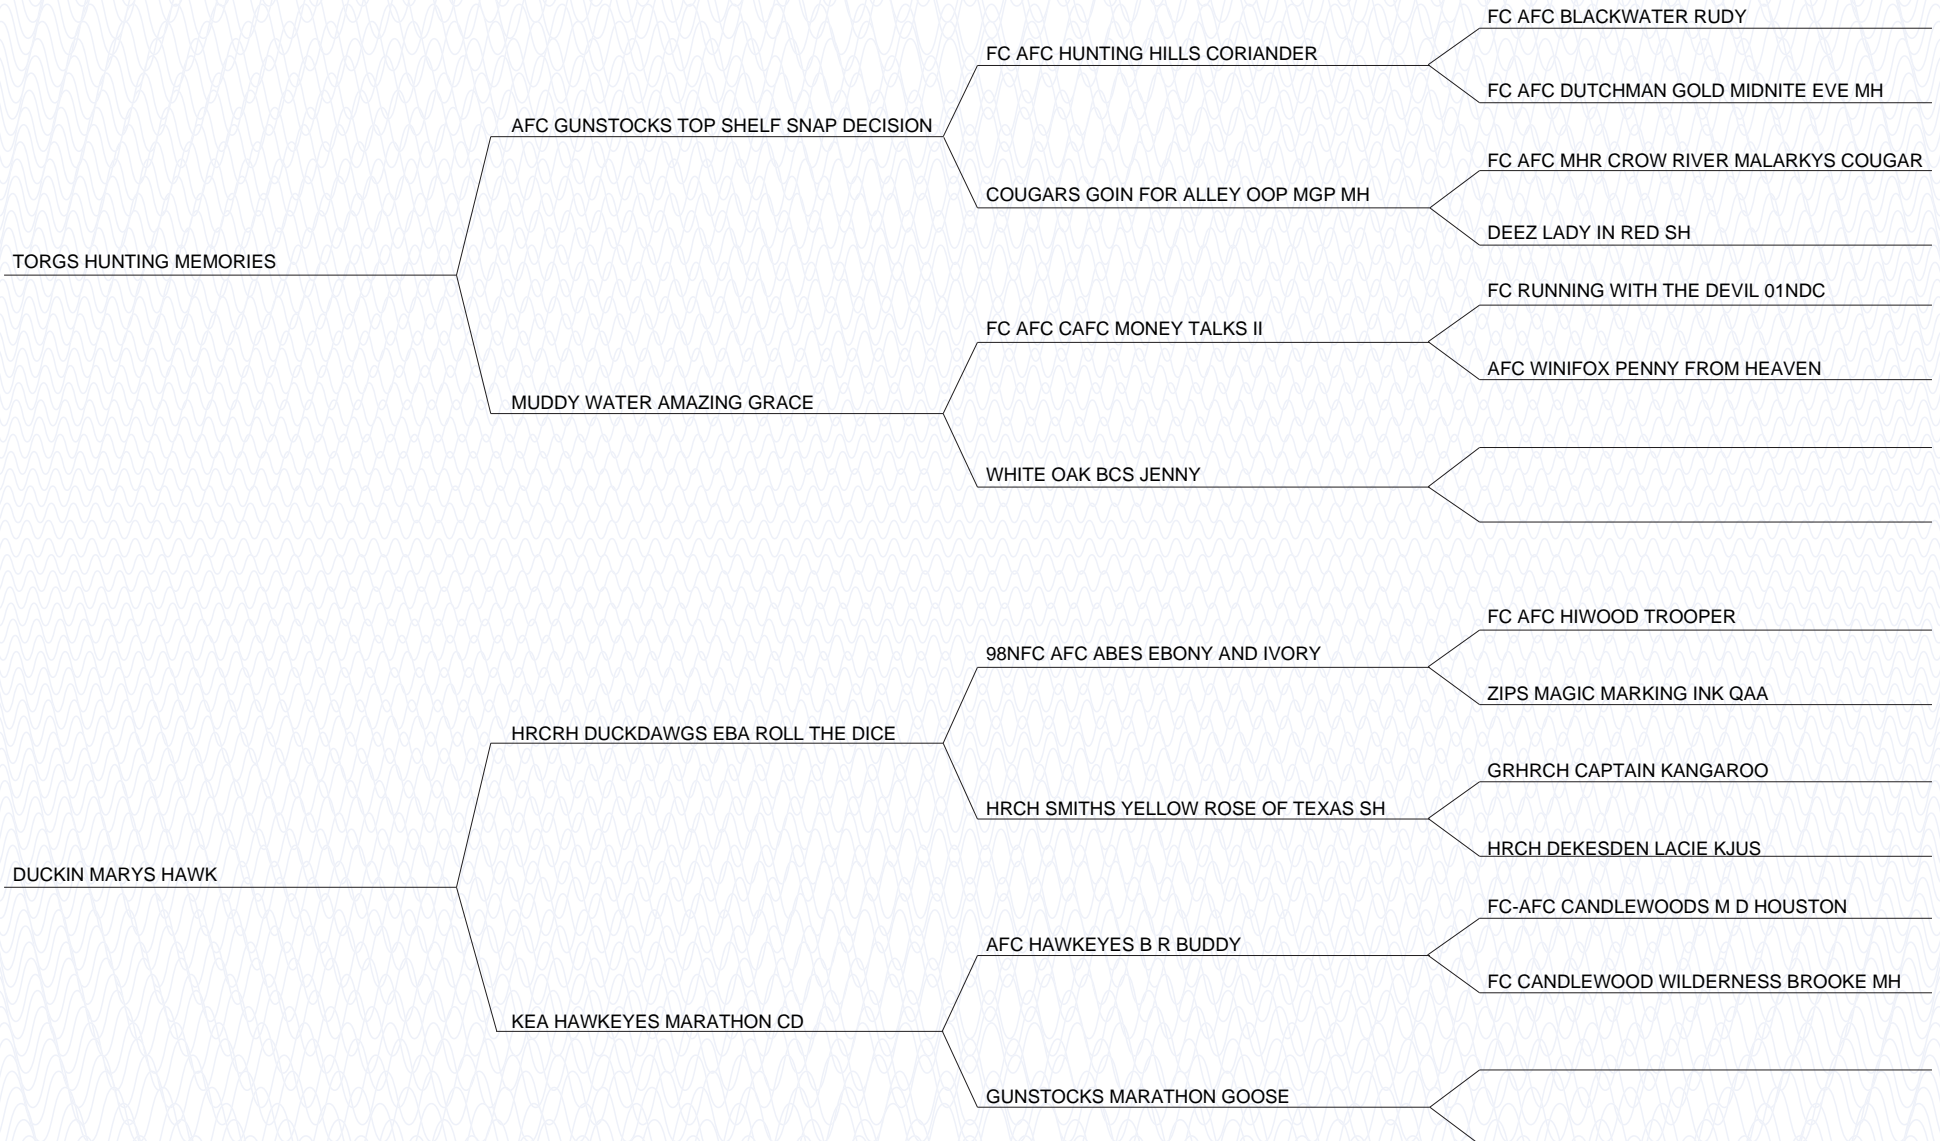 FC AFC BLACKWATER RUDY
FC AFC HUNTING HILLS CORIANDER
FC AFC DUTCHMAN GOLD MIDNITE EVE MH
AFC GUNSTOCKS TOP SHELF SNAP DECISION
FC AFC MHR CROW RIVER MALARKYS COUGAR
COUGARS GOIN FOR ALLEY OOP MGP MH
DEEZ LADY IN RED SH
TORGS HUNTING MEMORIES
FC RUNNING WITH THE DEVIL 01NDC
FC AFC CAFC MONEY TALKS II
AFC WINIFOX PENNY FROM HEAVEN
MUDDY WATER AMAZING GRACE
WHITE OAK BCS JENNY
FC AFC HIWOOD TROOPER
98NFC AFC ABES EBONY AND IVORY
ZIPS MAGIC MARKING INK QAA
HRCRH DUCKDAWGS EBA ROLL THE DICE
GRHRCH CAPTAIN KANGAROO
HRCH SMITHS YELLOW ROSE OF TEXAS SH
HRCH DEKESDEN LACIE KJUS
DUCKIN MARYS HAWK
FC-AFC CANDLEWOODS M D HOUSTON
AFC HAWKEYES B R BUDDY
FC CANDLEWOOD WILDERNESS BROOKE MH
KEA HAWKEYES MARATHON CD
GUNSTOCKS MARATHON GOOSE